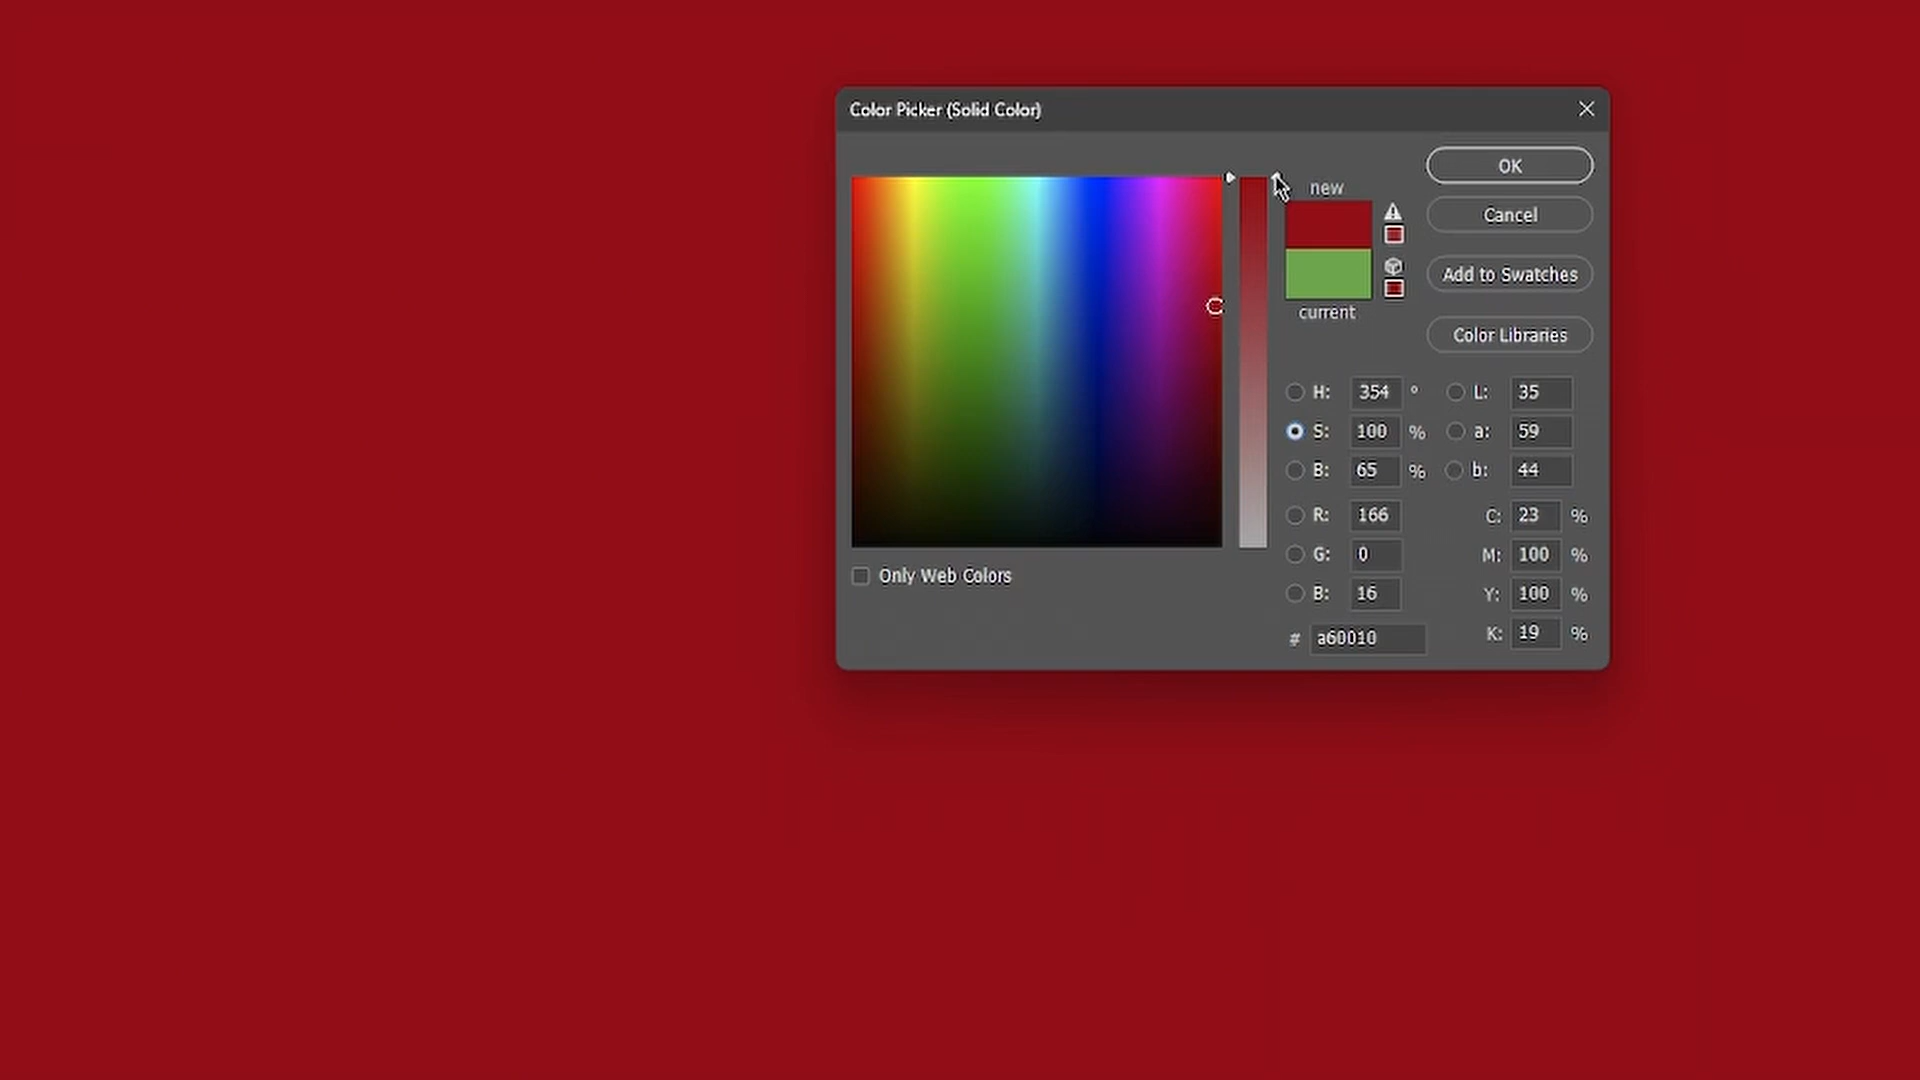 Color Picker (Solid Color)
OK
new
Cancel
Add to Swatches
current
Color Libraries
H: 354 ° L: 35
S: 100 % a: 59
B: 65 % b: 44
R: 166 C: 23 %
G: 0 M: 100 %
B: 16 Y: 100 %
# a60010 K: 19 %
Only Web Colors